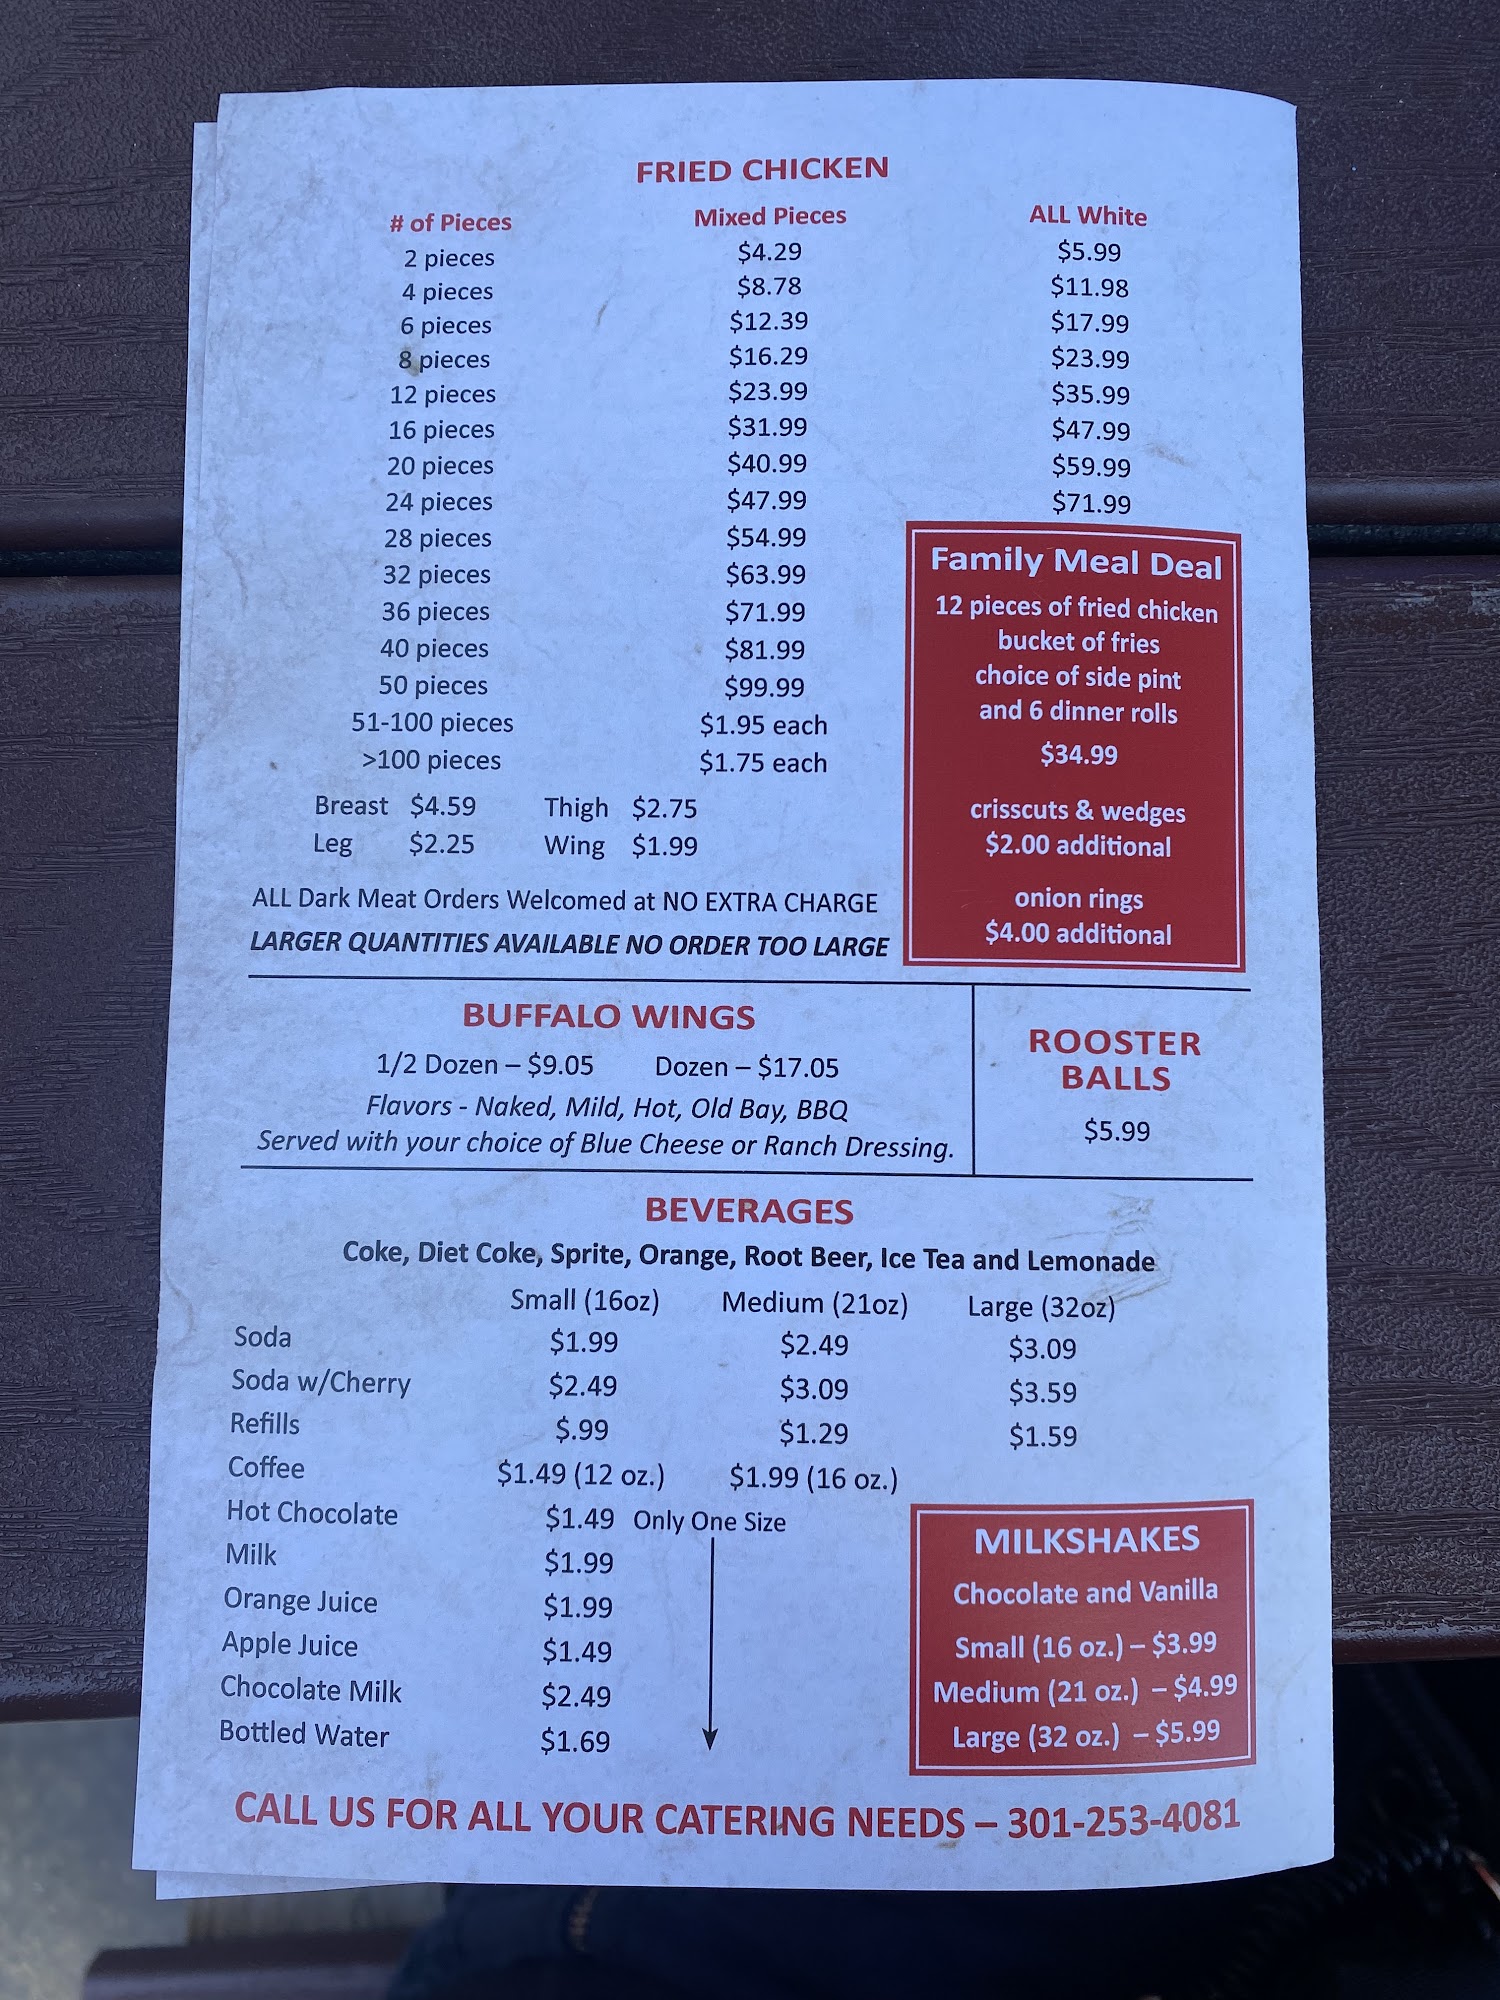 FRIED CHICKEN
# of Pieces Mixed Pieces ALL White
2 pieces $4.29 $5.99
4 pieces $8.78 $11.98
6 pieces $12.39 $17.99
8 pieces $16.29 $23.99
12 pieces $23.99 $35.99
16 pieces $31.99 $47.99
20 pieces $40.99 $59.99
24 pieces $47.99 $71.99
28 pieces $54.99
32 pieces $63.99
36 pieces $71.99
40 pieces $81.99
50 pieces $99.99
51-100 pieces $1.95 each
>100 pieces $1.75 each
Breast $4.59 Thigh $2.75
Leg $2.25 Wing $1.99
ALL Dark Meat Orders Welcomed at NO EXTRA CHARGE
LARGER QUANTITIES AVAILABLE NO ORDER TOO LARGE
Family Meal Deal
12 pieces of fried chicken
bucket of fries
choice of side pint
and 6 dinner rolls
$34.99
crisscuts & wedges
$2.00 additional
onion rings
$4.00 additional
BUFFALO WINGS
1/2 Dozen – $9.05 Dozen – $17.05
Flavors - Naked, Mild, Hot, Old Bay, BBQ
Served with your choice of Blue Cheese or Ranch Dressing.
ROOSTER
BALLS
$5.99
BEVERAGES
Coke, Diet Coke, Sprite, Orange, Root Beer, Ice Tea and Lemonade
Small (16oz) Medium (21oz) Large (32oz)
Soda $1.99 $2.49 $3.09
Soda w/Cherry $2.49 $3.09 $3.59
Refills $.99 $1.29 $1.59
Coffee $1.49 (12 oz.) $1.99 (16 oz.)
Hot Chocolate $1.49 Only One Size
Milk $1.99
Orange Juice $1.99
Apple Juice $1.49
Chocolate Milk $2.49
Bottled Water $1.69
MILKSHAKES
Chocolate and Vanilla
Small (16 oz.) – $3.99
Medium (21 oz.) – $4.99
Large (32 oz.) – $5.99
CALL US FOR ALL YOUR CATERING NEEDS – 301-253-4081